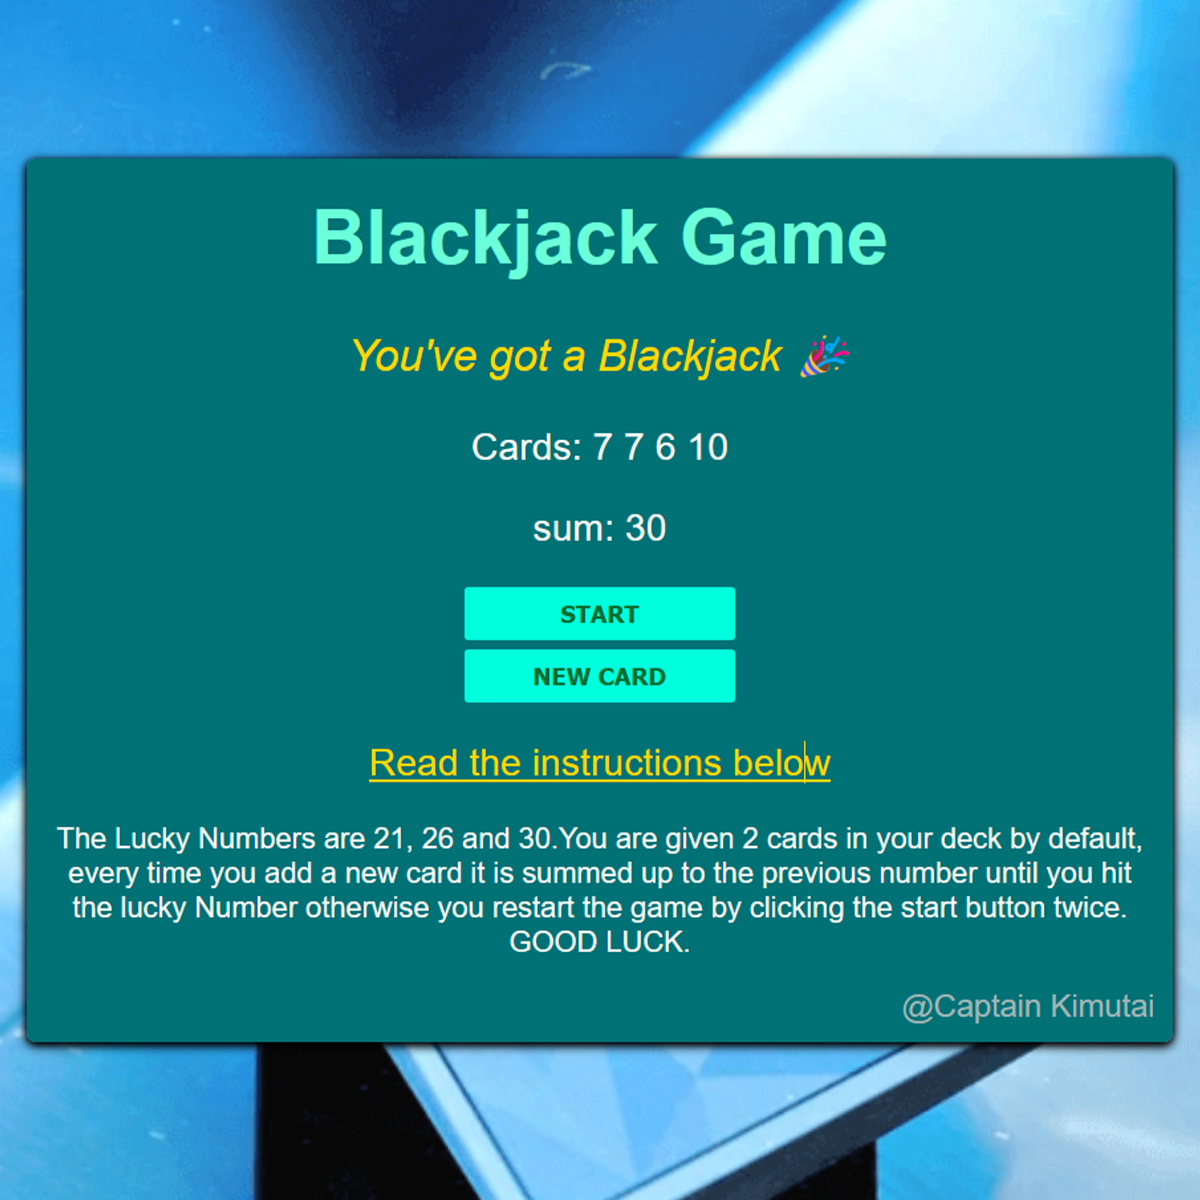 Blackjack Game
You've got a Blackjack 🎉
Cards: 7 7 6 10
sum: 30
START
NEW CARD
Read the instructions below
The Lucky Numbers are 21, 26 and 30.You are given 2 cards in your deck by default,
every time you add a new card it is summed up to the previous number until you hit
the lucky Number otherwise you restart the game by clicking the start button twice.
GOOD LUCK.
@Captain Kimutai